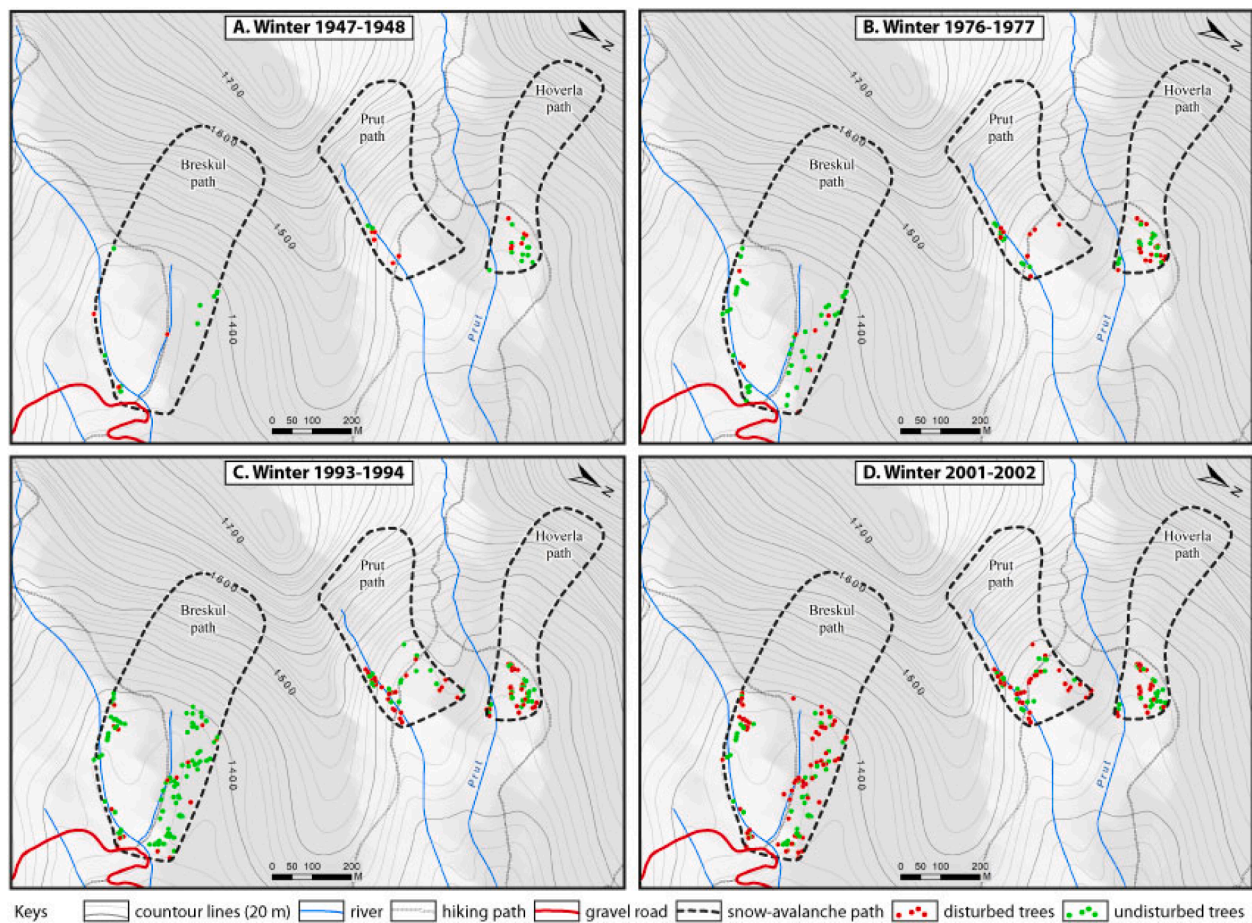 A. Winter 1947-1948
N
1700
Hoverla
path
Prut
path
1600
Breskul
path
1500
1400
Prut
0 50 100 200
M
B. Winter 1976-1977
N
1700
Hoverla
path
Prut
path
1600
Breskul
path
1500
1400
Prut
0 50 100 200
M
C. Winter 1993-1994
N
1700
Hoverla
path
Prut
path
1600
Breskul
path
1500
1400
Prut
0 50 100 200
M
D. Winter 2001-2002
N
1700
Hoverla
path
Prut
path
1600
Breskul
path
1500
1400
Prut
0 50 100 200
M
Keys countour lines (20 m) river hiking path gravel road snow-avalanche path disturbed trees undisturbed trees